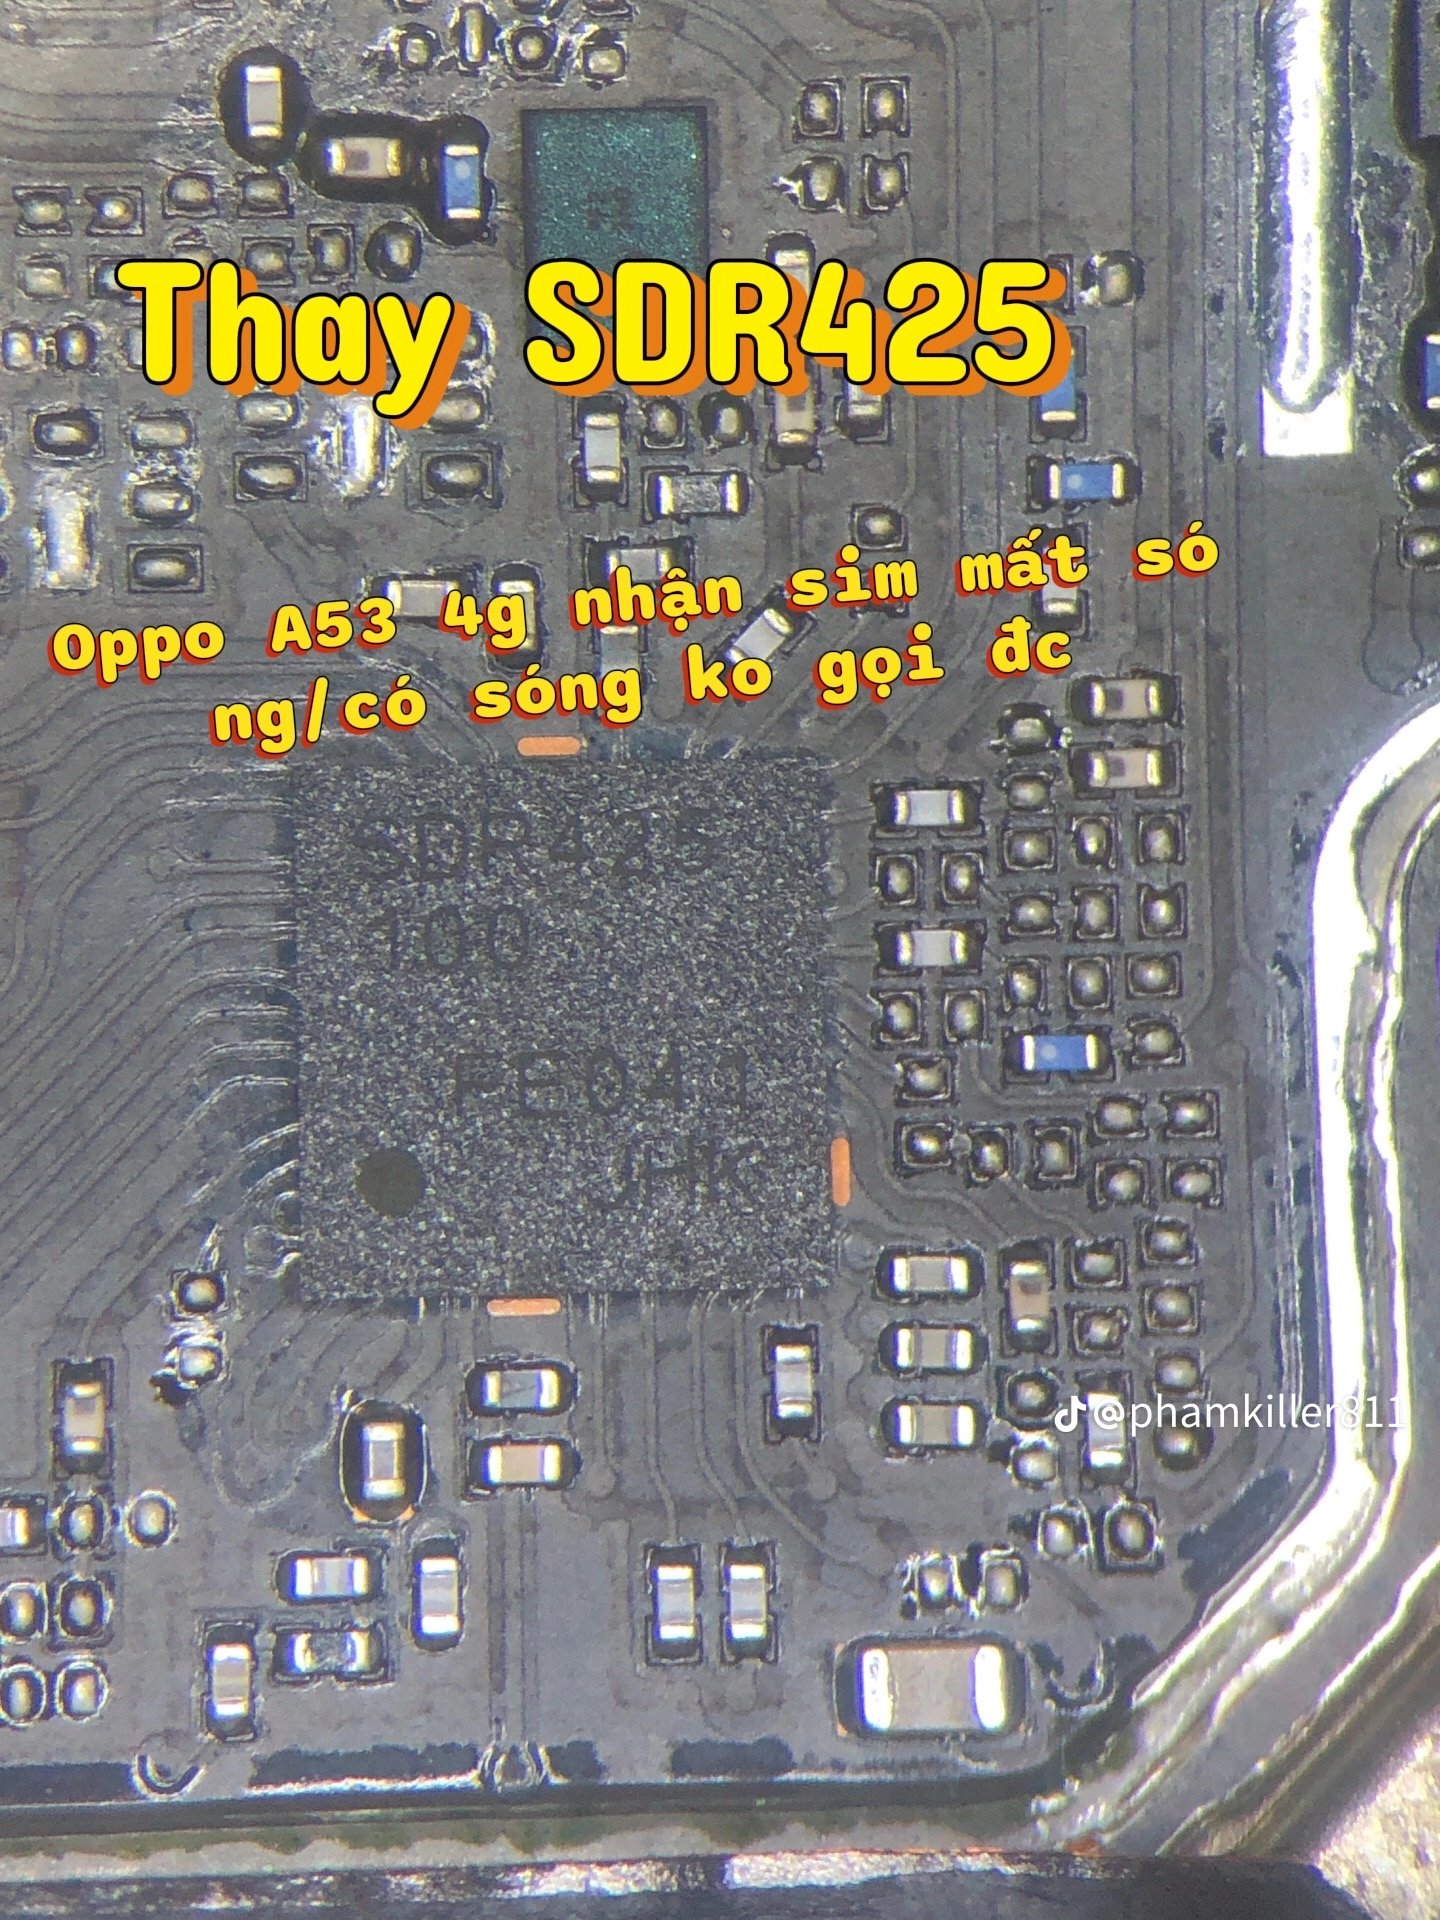 Thay SDR425
Oppo A53 4g nhận sim mất só
ng/có sóng ko gọi đc
SDR425
100
FE041
JHK
@phamkiller811